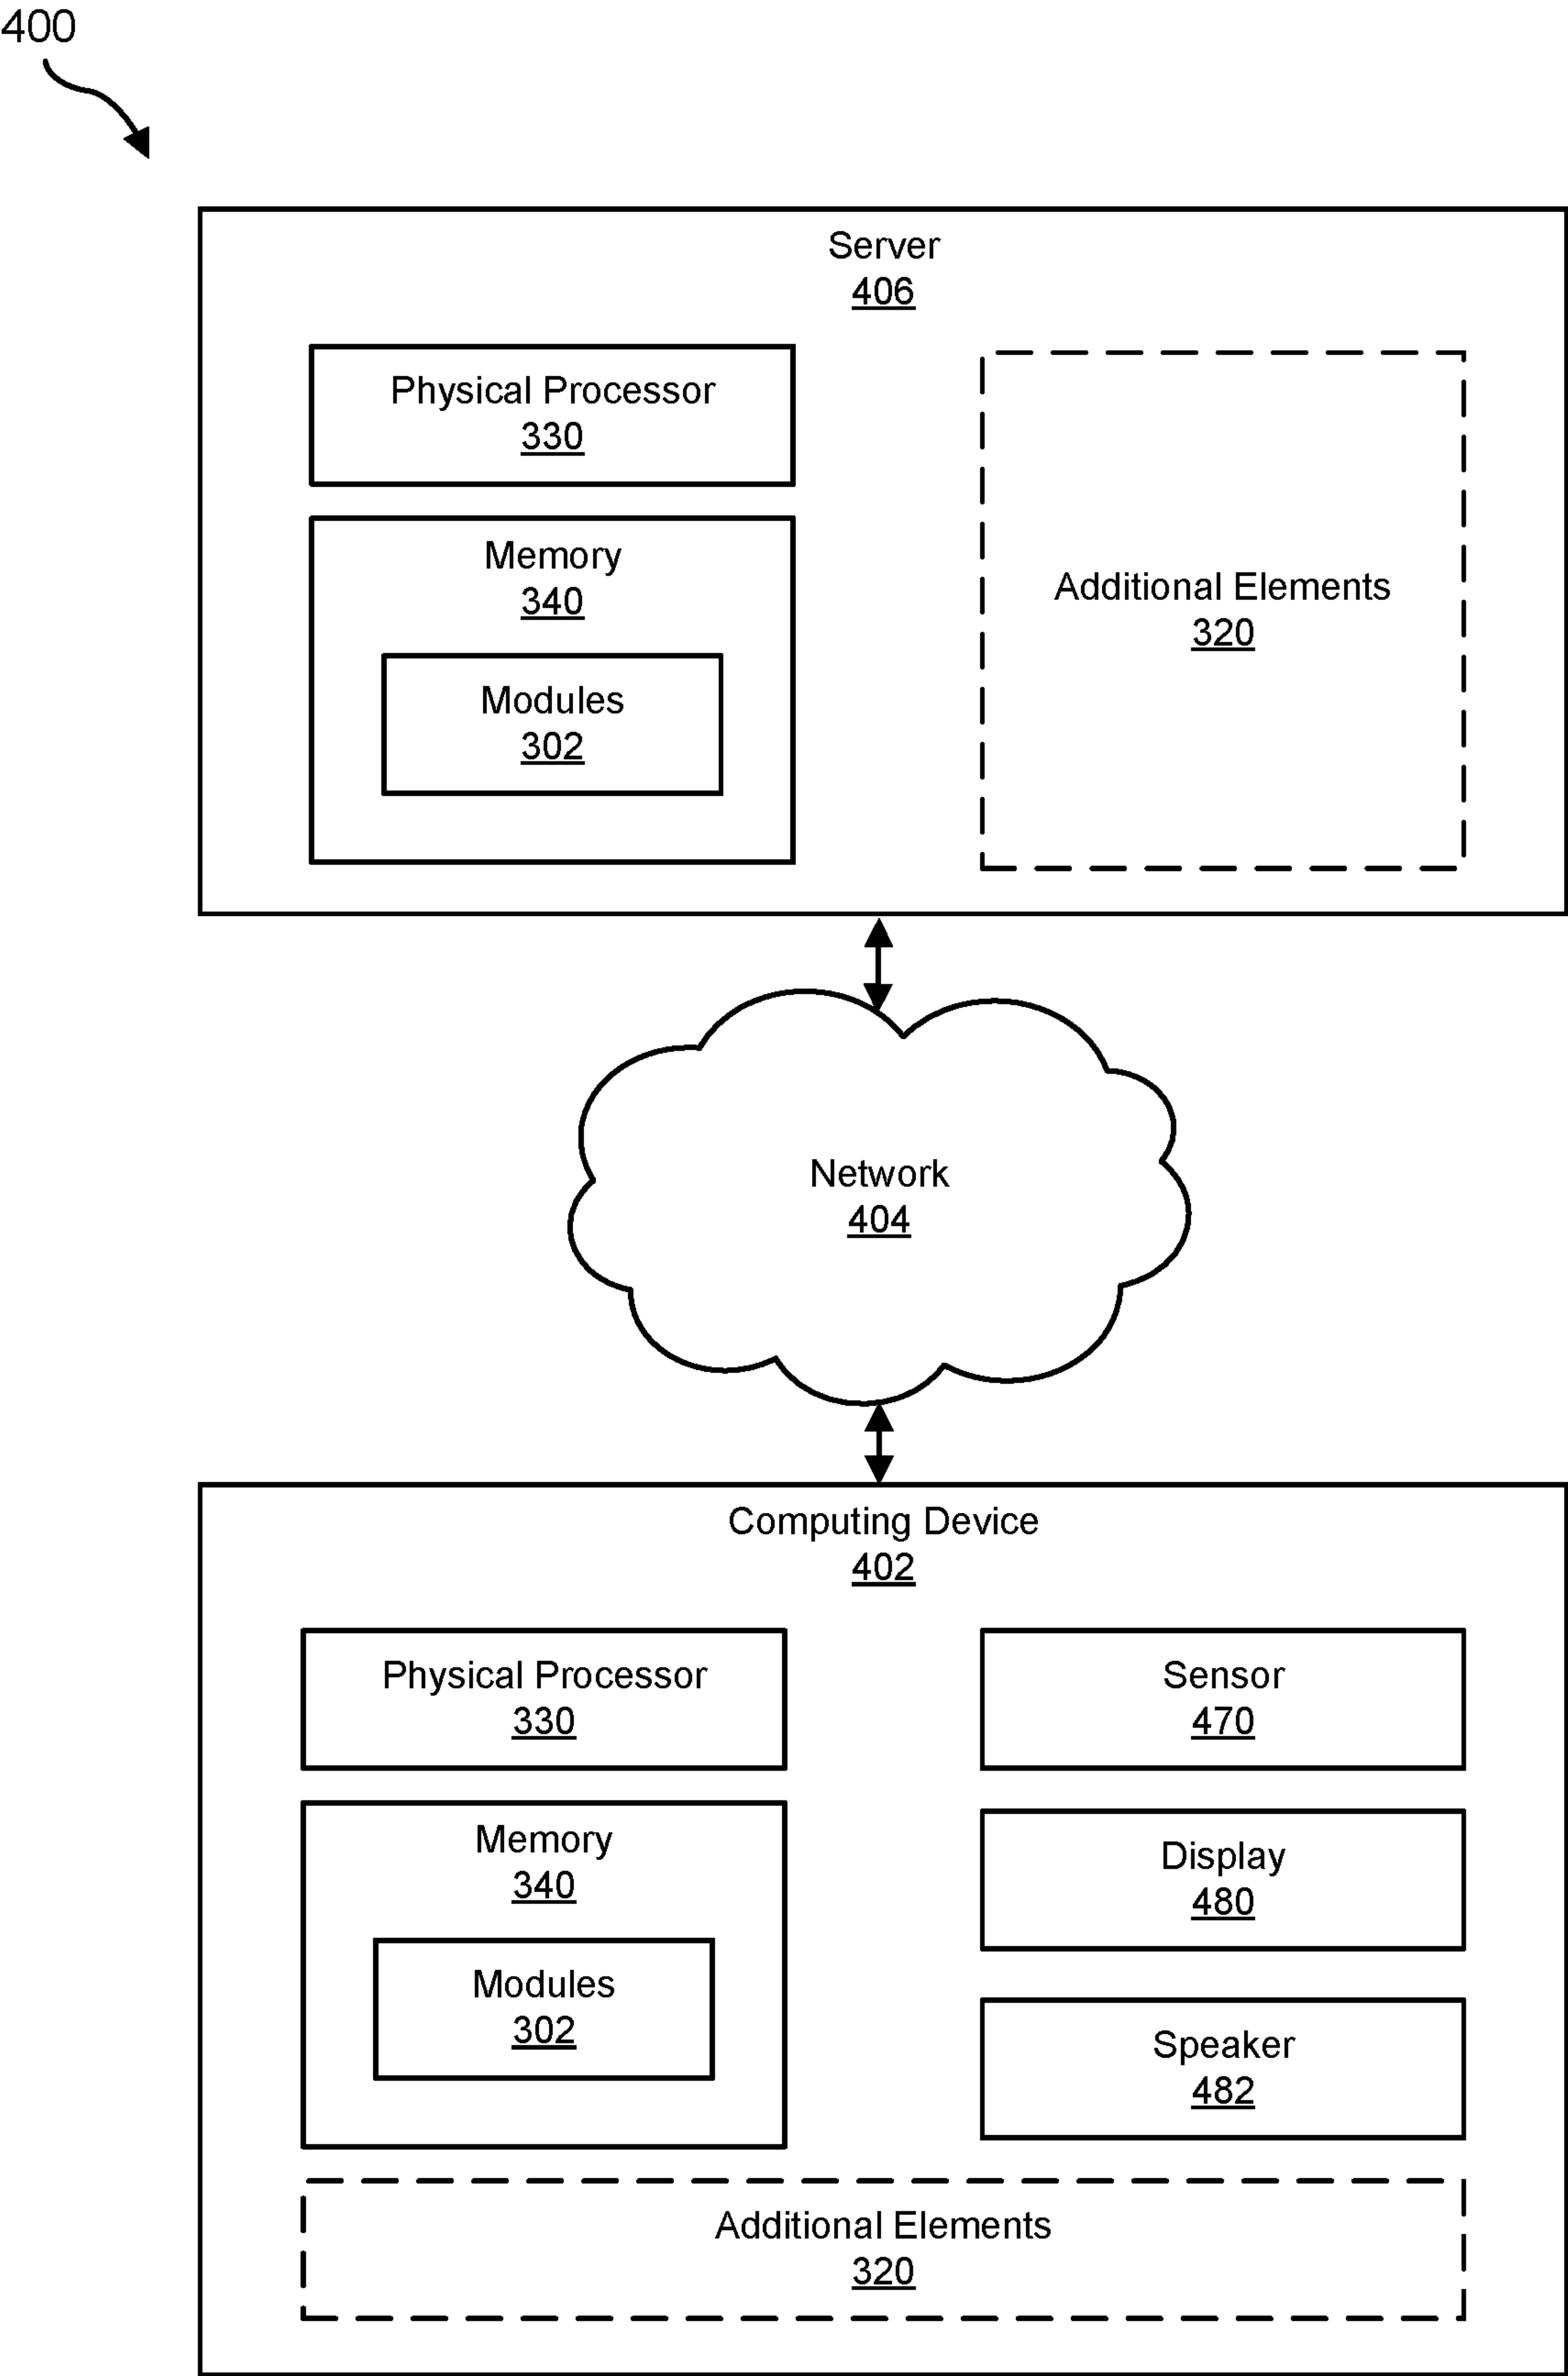 400
Server
406
Physical Processor
330
Memory
340
Modules
302
Additional Elements
320
Network
404
Computing Device
402
Physical Processor
330
Memory
340
Modules
302
Sensor
470
Display
480
Speaker
482
Additional Elements
320